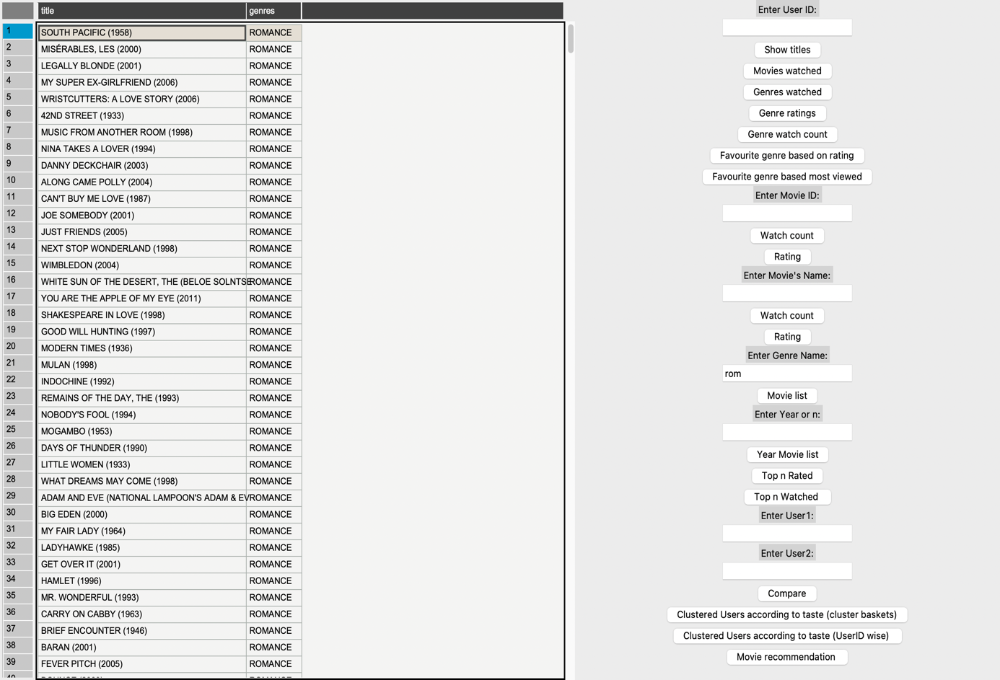 title genres
1 SOUTH PACIFIC (1958) ROMANCE
2 MISÉRABLES, LES (2000) ROMANCE
3 LEGALLY BLONDE (2001) ROMANCE
4 MY SUPER EX-GIRLFRIEND (2006) ROMANCE
5 WRISTCUTTERS: A LOVE STORY (2006) ROMANCE
6 42ND STREET (1933) ROMANCE
7 MUSIC FROM ANOTHER ROOM (1998) ROMANCE
8 NINA TAKES A LOVER (1994) ROMANCE
9 DANNY DECKCHAIR (2003) ROMANCE
10 ALONG CAME POLLY (2004) ROMANCE
11 CAN'T BUY ME LOVE (1987) ROMANCE
12 JOE SOMEBODY (2001) ROMANCE
13 JUST FRIENDS (2005) ROMANCE
14 NEXT STOP WONDERLAND (1998) ROMANCE
15 WIMBLEDON (2004) ROMANCE
16 WHITE SUN OF THE DESERT, THE (BELOE SOLNTSE ROMANCE
17 YOU ARE THE APPLE OF MY EYE (2011) ROMANCE
18 SHAKESPEARE IN LOVE (1998) ROMANCE
19 GOOD WILL HUNTING (1997) ROMANCE
20 MODERN TIMES (1936) ROMANCE
21 MULAN (1998) ROMANCE
22 INDOCHINE (1992) ROMANCE
23 REMAINS OF THE DAY, THE (1993) ROMANCE
24 NOBODY'S FOOL (1994) ROMANCE
25 MOGAMBO (1953) ROMANCE
26 DAYS OF THUNDER (1990) ROMANCE
27 LITTLE WOMEN (1933) ROMANCE
28 WHAT DREAMS MAY COME (1998) ROMANCE
29 ADAM AND EVE (NATIONAL LAMPOON'S ADAM & EV ROMANCE
30 BIG EDEN (2000) ROMANCE
31 MY FAIR LADY (1964) ROMANCE
32 LADYHAWKE (1985) ROMANCE
33 GET OVER IT (2001) ROMANCE
34 HAMLET (1996) ROMANCE
35 MR. WONDERFUL (1993) ROMANCE
36 CARRY ON CABBY (1963) ROMANCE
37 BRIEF ENCOUNTER (1946) ROMANCE
38 BARAN (2001) ROMANCE
39 FEVER PITCH (2005) ROMANCE
Enter User ID:
Show titles
Movies watched
Genres watched
Genre ratings
Genre watch count
Favourite genre based on rating
Favourite genre based most viewed
Enter Movie ID:
Watch count
Rating
Enter Movie's Name:
Watch count
Rating
Enter Genre Name:
rom
Movie list
Enter Year or n:
Year Movie list
Top n Rated
Top n Watched
Enter User1:
Enter User2:
Compare
Clustered Users according to taste (cluster baskets)
Clustered Users according to taste (UserID wise)
Movie recommendation